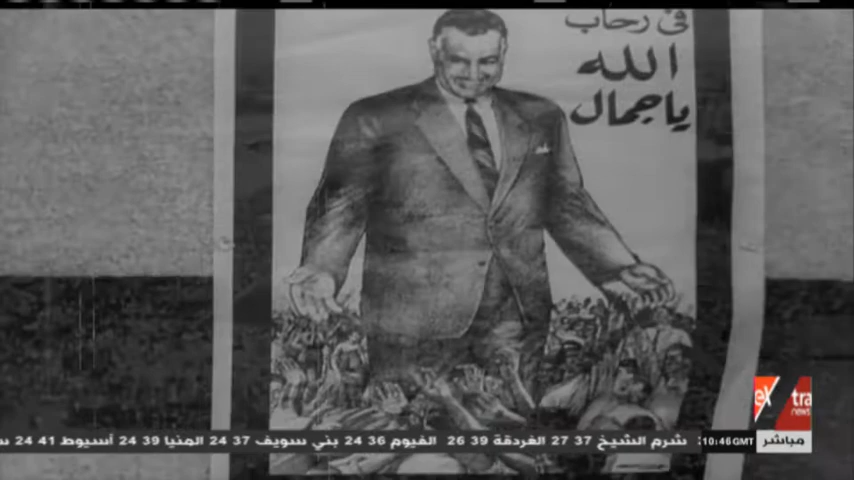 في رحاب
الله
ياجمال
eXtra
news
10:46GMT
مباشر
شرم الشيخ 37 27 الغردقة 39 26 الفيوم 36 24 بني سويف 37 24 المنيا 39 24 أسيوط 41 24